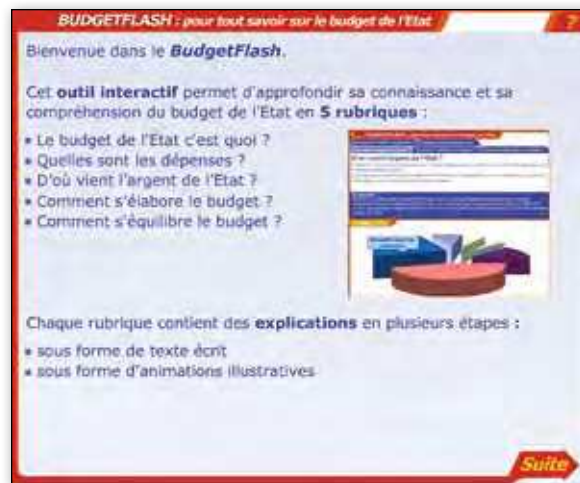 BUDGETFLASH : pour tout savoir sur le budget de l'Etat
?
Bienvenue dans le BudgetFlash.
Cet outil interactif permet d'approfondir sa connaissance et sa
compréhension du budget de l'Etat en 5 rubriques :
• Le budget de l'Etat c'est quoi ?
• Quelles sont les dépenses ?
• D'où vient l'argent de l'Etat ?
• Comment s'élabore le budget ?
• Comment s'équilibre le budget ?
Chaque rubrique contient des explications en plusieurs étapes :
• sous forme de texte écrit
• sous forme d'animations illustratives
Suite